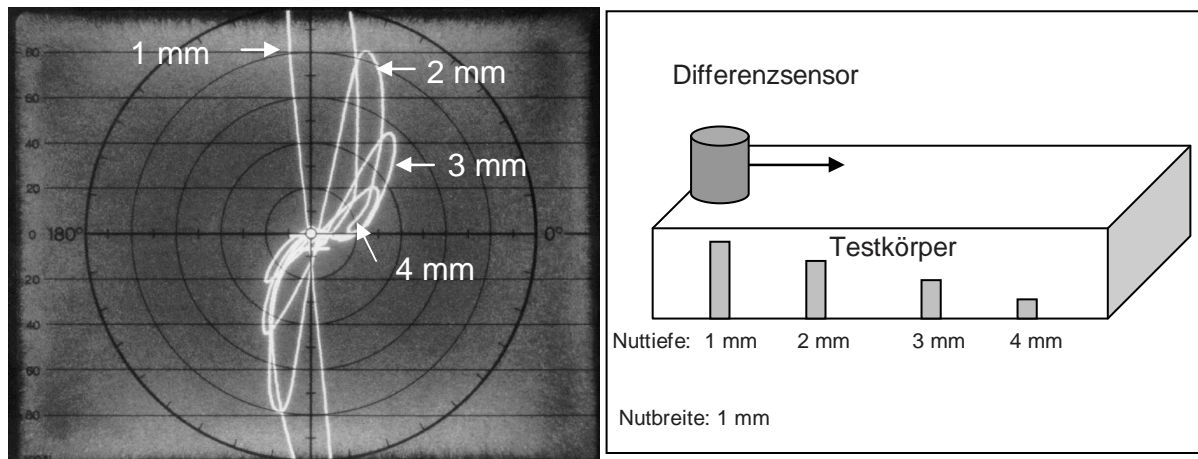 1 mm
2 mm
3 mm
4 mm
80
60
40
20
0
180°
0°
20
40
60
80
Differenzsensor
Testkörper
Nuttiefe: 1 mm 2 mm 3 mm 4 mm
Nutbreite: 1 mm